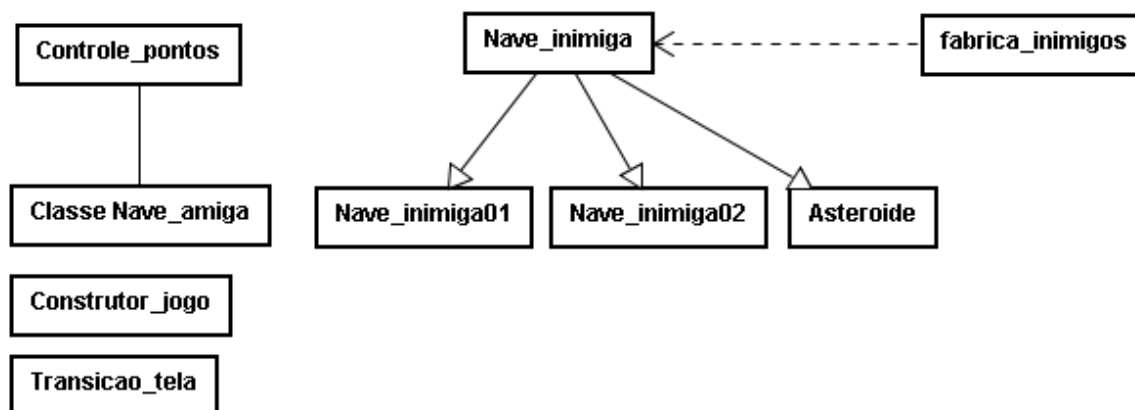 Controle_pontos
Nave_inimiga
fabrica_inimigos
Classe Nave_amiga
Nave_inimiga01
Nave_inimiga02
Asteroide
Construtor_jogo
Transicao_tela